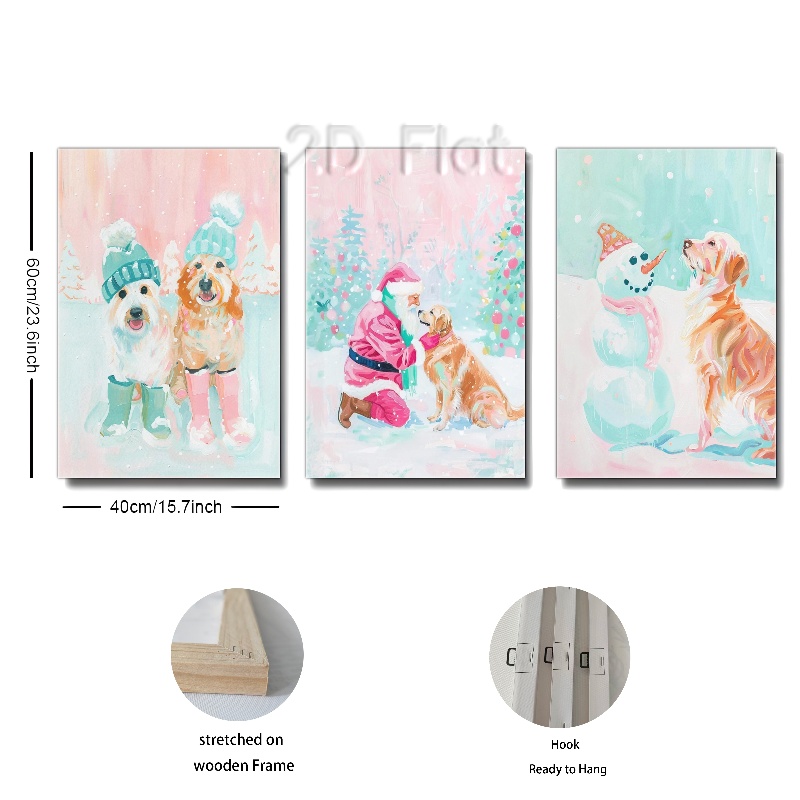 2D Flat
60cm/23.6inch
40cm/15.7inch
stretched on
wooden Frame
Hook
Ready to Hang